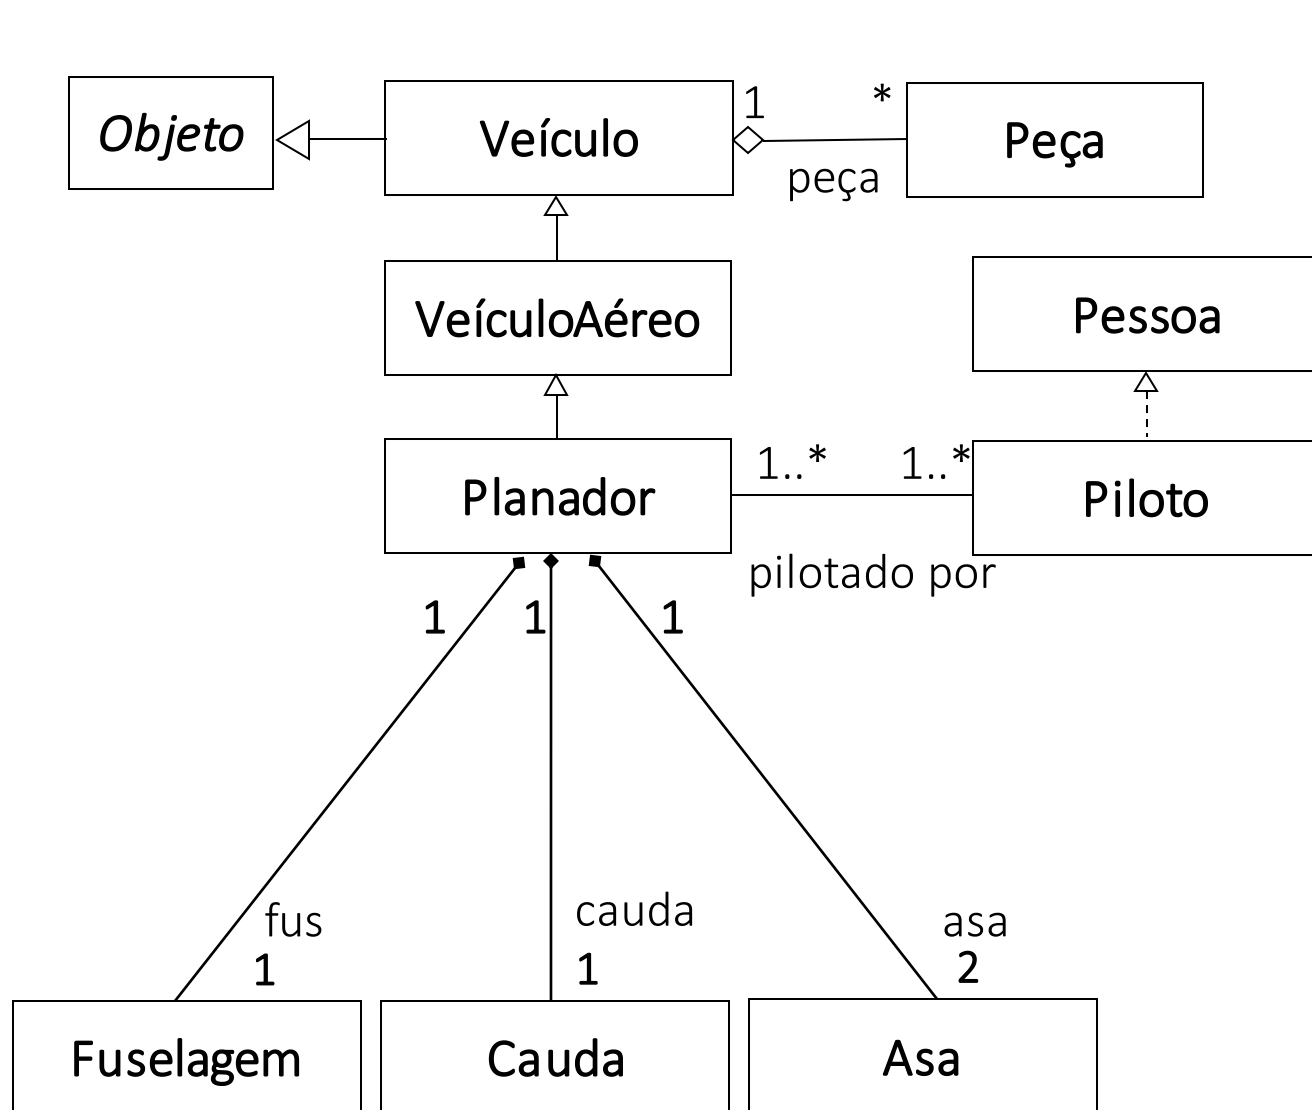 Objeto
Veículo
1
*
peça
Peça
VeículoAéreo
Pessoa
Planador
1..*
1..*
pilotado por
Piloto
1
1
1
fus
1
cauda
1
asa
2
Fuselagem
Cauda
Asa